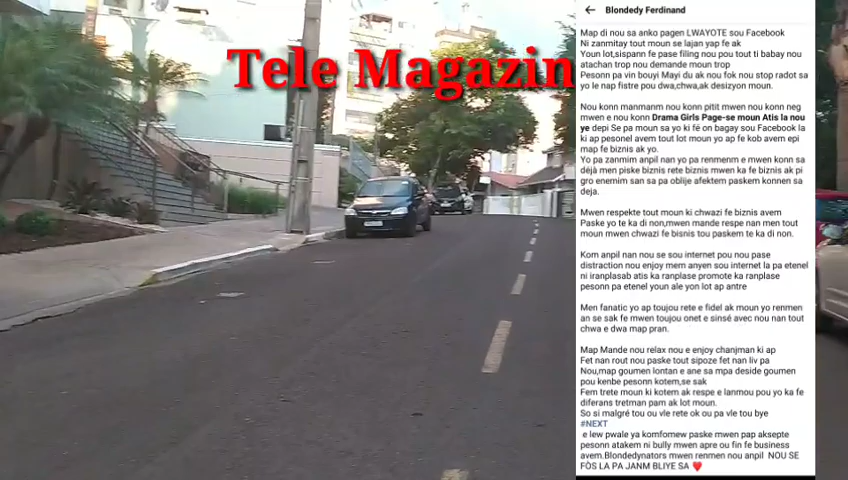 Tele Magazin
Blondedy Ferdinand
Map di nou sa anko pagen LWAYOTE sou Facebook
Ni zanmitay tout moun se lajan yap fe ak
Youn lot,sispann fe pase filing nou pou tout ti babay nou
atachan trop nou demande moun trop
Pesonn pa vin bouyi Mayi du ak nou fok nou stop radot sa
yo le nap fistre pou dwa,chwa,ak desizyon moun.
Nou konn manmanm nou konn pitit mwen nou konn neg
mwen e nou konn Drama Girls Page-se moun Atis la nou
ye depi Se pa moun sa yo ki fé on bagay sou Facebook la
ki ap pesonel avem tout lot moun yo ap fe kob avem epi
map fe biznis ak yo.
Yo pa zanmim anpil nan yo pa renmenm e mwen konn sa
déjà men piske biznis rete biznis mwen ka fe biznis ak pi
gro enemim san sa pa oblije afektem paskem konnen sa
deja.
Mwen respekte tout moun ki chwazi fe biznis avem
Paske yo te ka di non,mwen tankou respe nan men tout
moun mwen chwazi fe bisnis tou paskem te ka di non.
Kom anpil nan nou se sou internet pou nou pase
distraction nou enjoy mem anyen sou internet la pa etenel
ni iranplasab atis ka ranplase promote ka ranplase
pesonn pa etenel youn ale yon lot ap antre
Men fanatic yo ap toujou rete e fidel ak moun yo renmen
an se sak fe mwen toujou onet e sinsé avec nou nan tout
chwa e dwa map pran.
Map Mande nou relax nou e enjoy chanjman ki ap
Fet nan rout nou paske tout sipoze fet nan liv pa
Nou,map goumen lontan e ane sa mpa deside goumen
pou kenbe pesonn kotem,se sak
Fem trete moun ki kotem ak respe e lanmou pou yo ka fe
diferans tretman pam ak lot moun.
So si malgré tou ou vle rete ok ou pa vle tou bye
#NEXT
e lew pwale ya komfomew paske mwen pap aksepte
pesonn atakem ni bully mwen apre ou fin fe business
avem.Blondedynators mwen renmen nou anpil NOU SE
FÒS LA PA JANM BLIYE SA ❤️